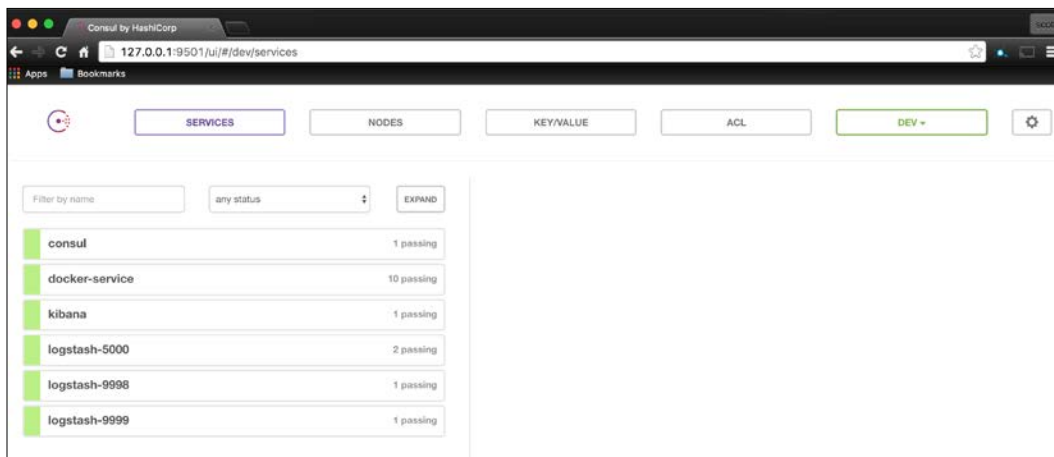 Consul by HashiCorp
127.0.0.1:9501/ui/#/dev/services
Apps Bookmarks
SERVICES NODES KEY/VALUE ACL DEV
Filter by name any status EXPAND
consul 1 passing
docker-service 10 passing
kibana 1 passing
logstash-5000 2 passing
logstash-9998 1 passing
logstash-9999 1 passing